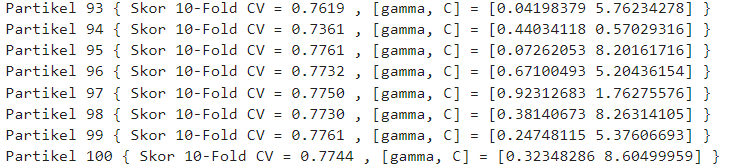 Partikel 93 { Skor 10-Fold CV = 0.7619 , [gamma, C] = [0.04198379 5.76234278] }
Partikel 94 { Skor 10-Fold CV = 0.7361 , [gamma, C] = [0.44034118 0.57029316] }
Partikel 95 { Skor 10-Fold CV = 0.7761 , [gamma, C] = [0.07262053 8.20161716] }
Partikel 96 { Skor 10-Fold CV = 0.7732 , [gamma, C] = [0.67100493 5.20436154] }
Partikel 97 { Skor 10-Fold CV = 0.7750 , [gamma, C] = [0.92312683 1.76275576] }
Partikel 98 { Skor 10-Fold CV = 0.7730 , [gamma, C] = [0.38140673 8.26314105] }
Partikel 99 { Skor 10-Fold CV = 0.7761 , [gamma, C] = [0.24748115 5.37606693] }
Partikel 100 { Skor 10-Fold CV = 0.7744 , [gamma, C] = [0.32348286 8.60499959] }